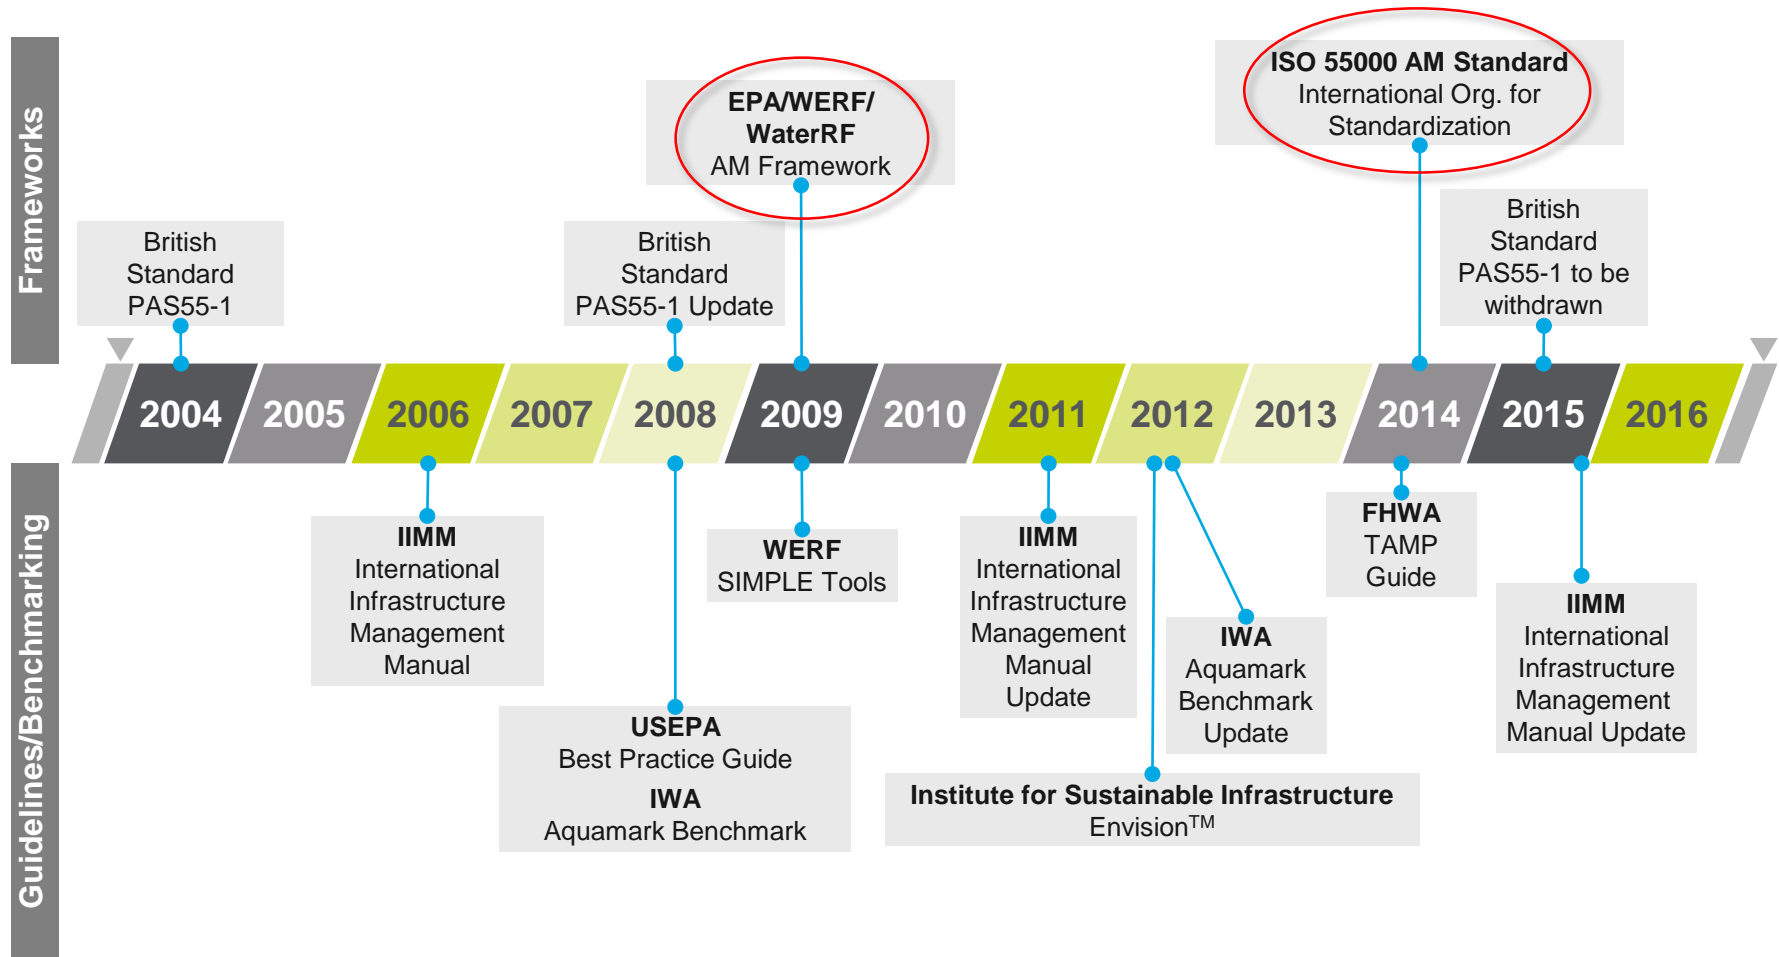 Frameworks
EPA/WERF/
WaterRF
AM Framework
ISO 55000 AM Standard
International Org. for
Standardization
British
Standard
PAS55-1
British
Standard
PAS55-1 Update
British
Standard
PAS55-1 to be
withdrawn
2004
2005
2006
2007
2008
2009
2010
2011
2012
2013
2014
2015
2016
Guidelines/Benchmarking
IIMM
International
Infrastructure
Management
Manual
USEPA
Best Practice Guide
IWA
Aquamark Benchmark
WERF
SIMPLE Tools
IIMM
International
Infrastructure
Management
Manual
Update
Institute for Sustainable Infrastructure
Envision™
IWA
Aquamark
Benchmark
Update
FHWA
TAMP
Guide
IIMM
International
Infrastructure
Management
Manual Update